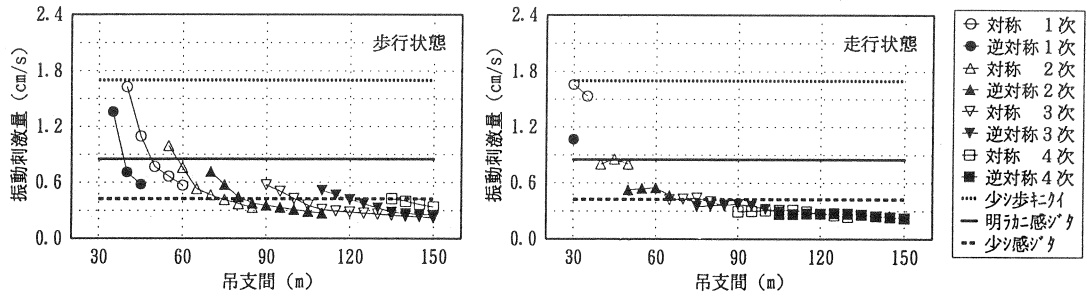 2.4
1.8
1.2
0.6
0.0
振動刺激量 (cm/s)
歩行状態
30 60 90 120 150
吊支間 (m)
2.4
1.8
1.2
0.6
0.0
振動刺激量 (cm/s)
走行状態
30 60 90 120 150
吊支間 (m)
対称 1次
逆対称1次
対称 2次
逆対称2次
対称 3次
逆対称3次
対称 4次
逆対称4次
少シ歩キニクイ
明ラカニ感ジタ
少シ感ジタ